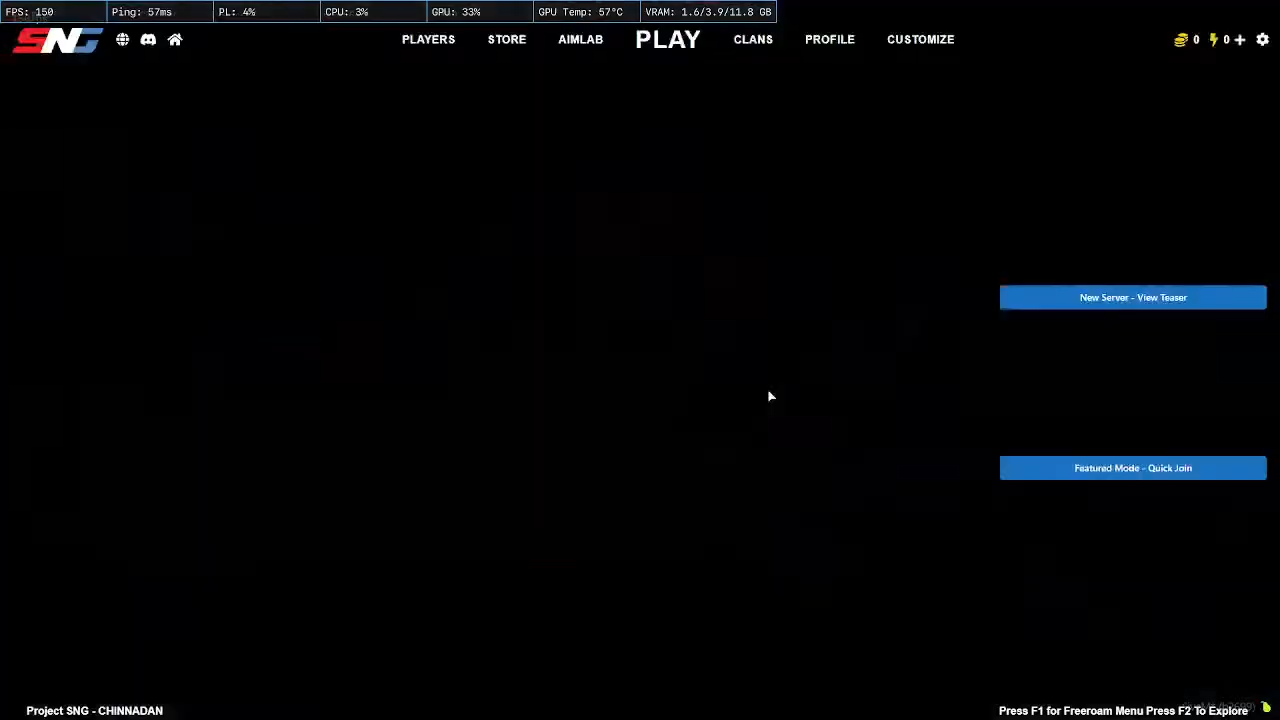 FPS: 150 Ping: 57ms PL: 4% CPU: 3% GPU: 33% GPU Temp: 57°C VRAM: 1.6/3.9/11.8 GB
SNG PLAYERS STORE AIMLAB PLAY CLANS PROFILE CUSTOMIZE 0 0
New Server - View Teaser
Featured Mode - Quick Join
Project SNG - CHINNADAN Press F1 for Freeroam Menu Press F2 To Explore